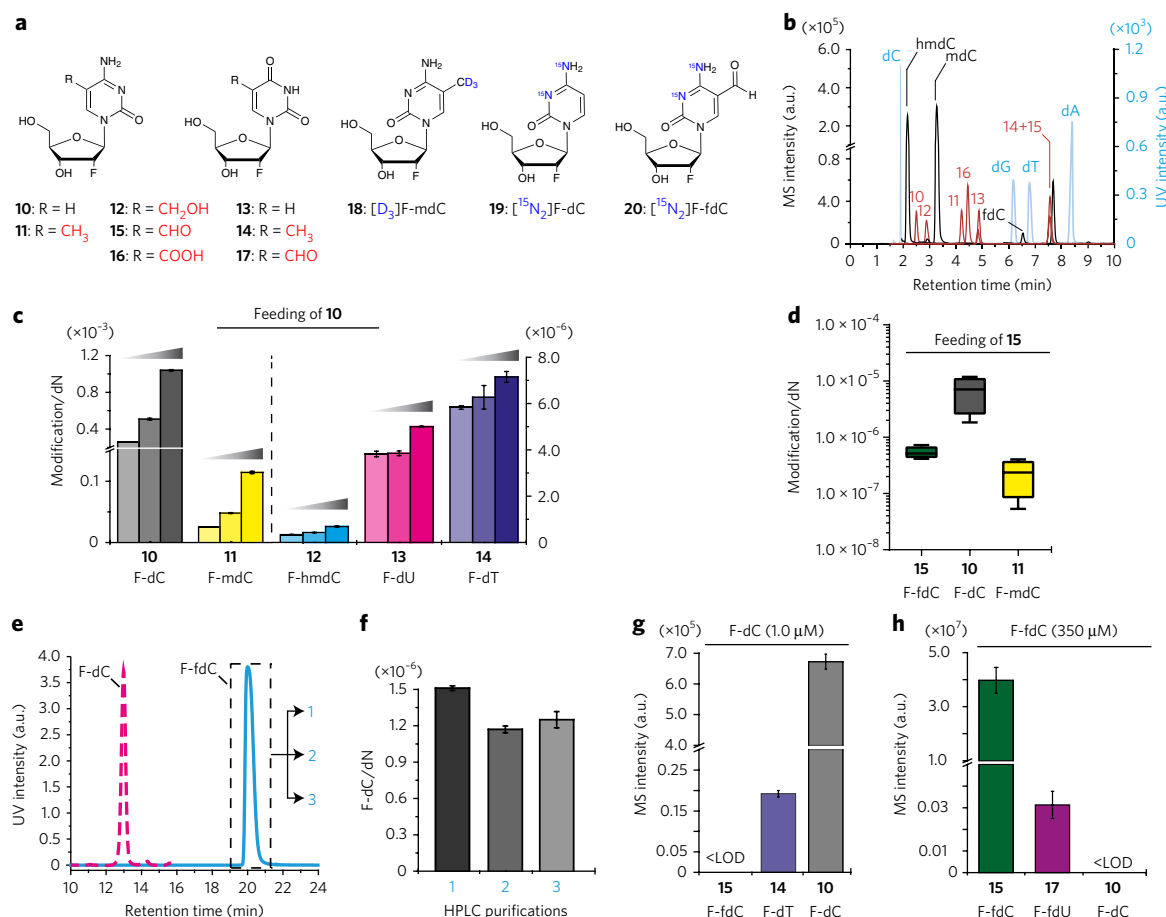 a
R
NH2
N
N
O
HO
O
OH F
R
O
NH
N
O
HO
O
OH F
NH2
CD3
N
O
N
HO
O
OH F
15NH2
15N
O
N
HO
O
OH F
15NH2
O
15N
H
O
N
HO
O
OH F
10: R = H
12: R = CH2OH
13: R = H
18: [D3]F-mdC
19: [15N2]F-dC
20: [15N2]F-fdC
11: R = CH3
15: R = CHO
14: R = CH3
16: R = COOH
17: R = CHO
b
(×10^5)
(×10^3)
6.0
4.0
2.0
0.8
0.4
0
MS intensity (a.u.)
1.2
0.9
0.6
0.3
0
UV intensity (a.u.)
dC
hmdC
mdC
14+15
dA
16
dG
dT
10
12
11
13
fdC
0 1 2 3 4 5 6 7 8 9 10
Retention time (min)
c
(×10^-3)
Feeding of 10
(×10^-6)
1.2
0.4
0.1
0
Modification/dN
8.0
6.0
4.0
2.0
0
10 11 12 13 14
F-dC F-mdC F-hmdC F-dU F-dT
d
1.0 × 10^-4
1.0 × 10^-5
1.0 × 10^-6
1.0 × 10^-7
1.0 × 10^-8
Modification/dN
Feeding of 15
15 10 11
F-fdC F-dC F-mdC
e
4.0
3.5
3.0
2.5
2.0
1.5
1.0
0.5
0
UV intensity (a.u.)
F-dC
F-fdC
1
2
3
10 12 14 16 18 20 22 24
Retention time (min)
f
(×10^-6)
1.5
1.2
0.9
0.6
0.3
0
F-dC/dN
1 2 3
HPLC purifications
g
F-dC (1.0 μM)
(×10^5)
7.0
6.0
5.0
4.0
0.25
0.15
0.05
0
MS intensity (a.u.)
<LOD
15 14 10
F-fdC F-dT F-dC
h
F-fdC (350 μM)
(×10^7)
5.0
3.0
1.0
0.03
0.01
0
MS intensity (a.u.)
<LOD
15 17 10
F-fdC F-fdU F-dC